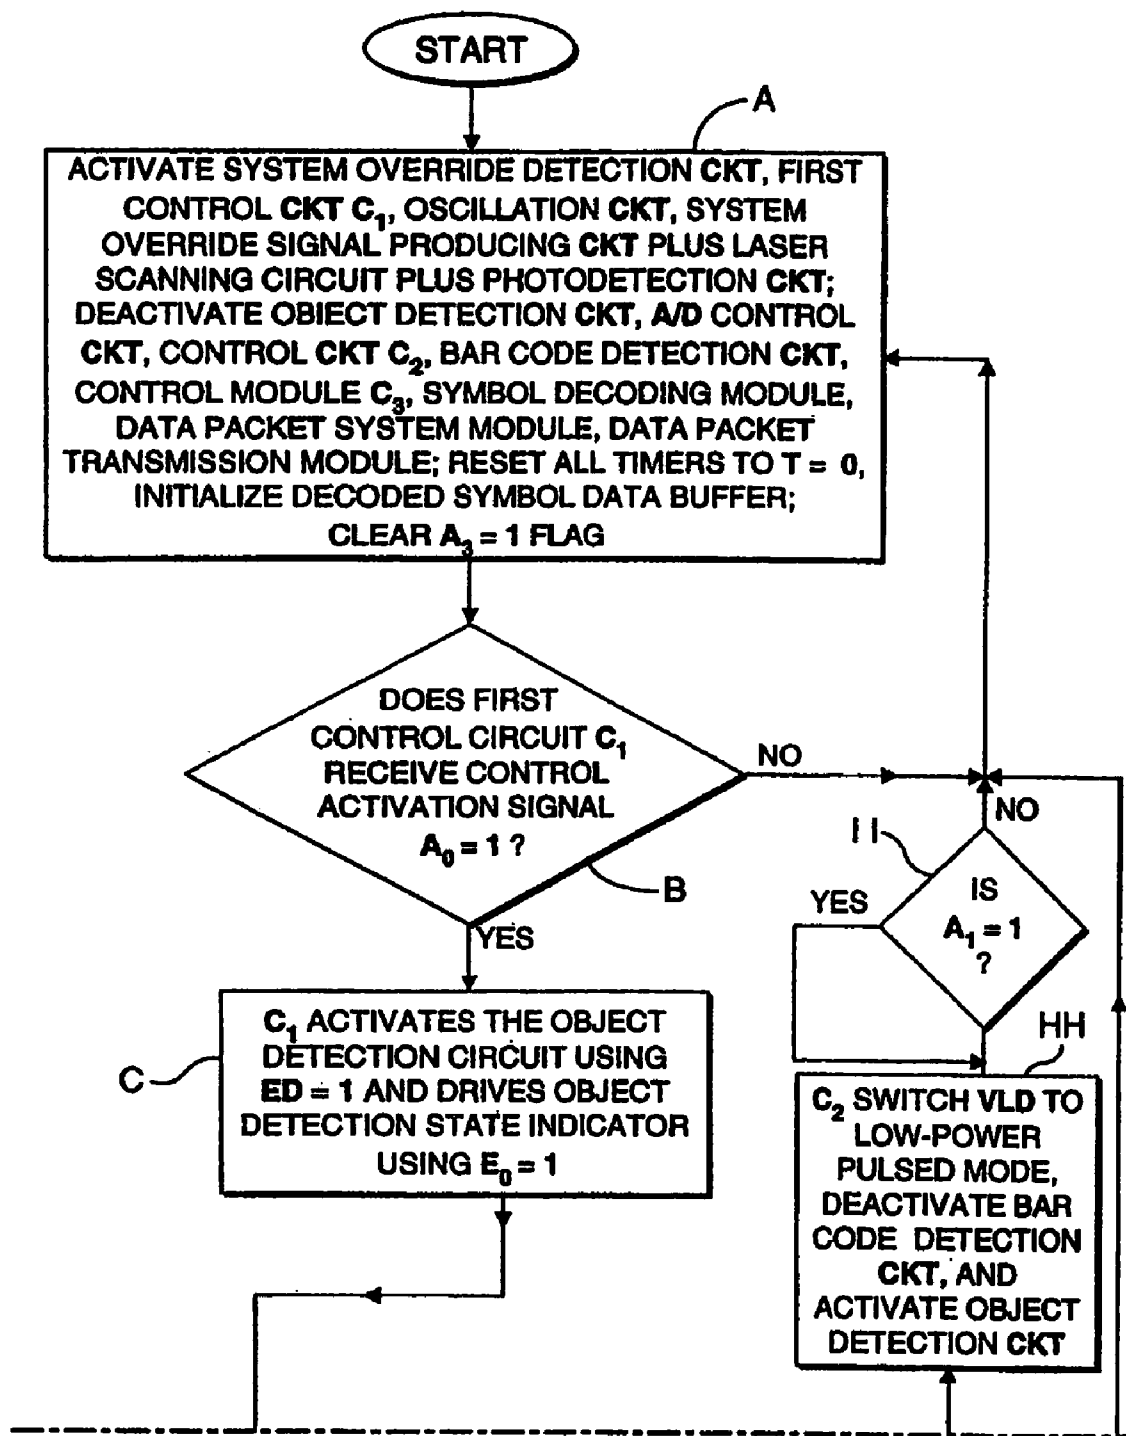 START
A
ACTIVATE SYSTEM OVERRIDE DETECTION CKT, FIRST
CONTROL CKT C₁, OSCILLATION CKT, SYSTEM
OVERRIDE SIGNAL PRODUCING CKT PLUS LASER
SCANNING CIRCUIT PLUS PHOTODETECTION CKT;
DEACTIVATE OBIECT DETECTION CKT, A/D CONTROL
CKT, CONTROL CKT C₂, BAR CODE DETECTION CKT,
CONTROL MODULE C₃, SYMBOL DECODING MODULE,
DATA PACKET SYSTEM MODULE, DATA PACKET
TRANSMISSION MODULE; RESET ALL TIMERS TO T = 0,
INITIALIZE DECODED SYMBOL DATA BUFFER;
CLEAR A₃ = 1 FLAG
DOES FIRST
CONTROL CIRCUIT C₁
RECEIVE CONTROL
ACTIVATION SIGNAL
A₀ = 1 ?
NO
B
YES
C
C₁ ACTIVATES THE OBJECT
DETECTION CIRCUIT USING
ED = 1 AND DRIVES OBJECT
DETECTION STATE INDICATOR
USING E₀ = 1
NO
II
YES
IS
A₁ = 1
?
HH
C₂ SWITCH VLD TO
LOW-POWER
PULSED MODE,
DEACTIVATE BAR
CODE DETECTION
CKT, AND
ACTIVATE OBJECT
DETECTION CKT